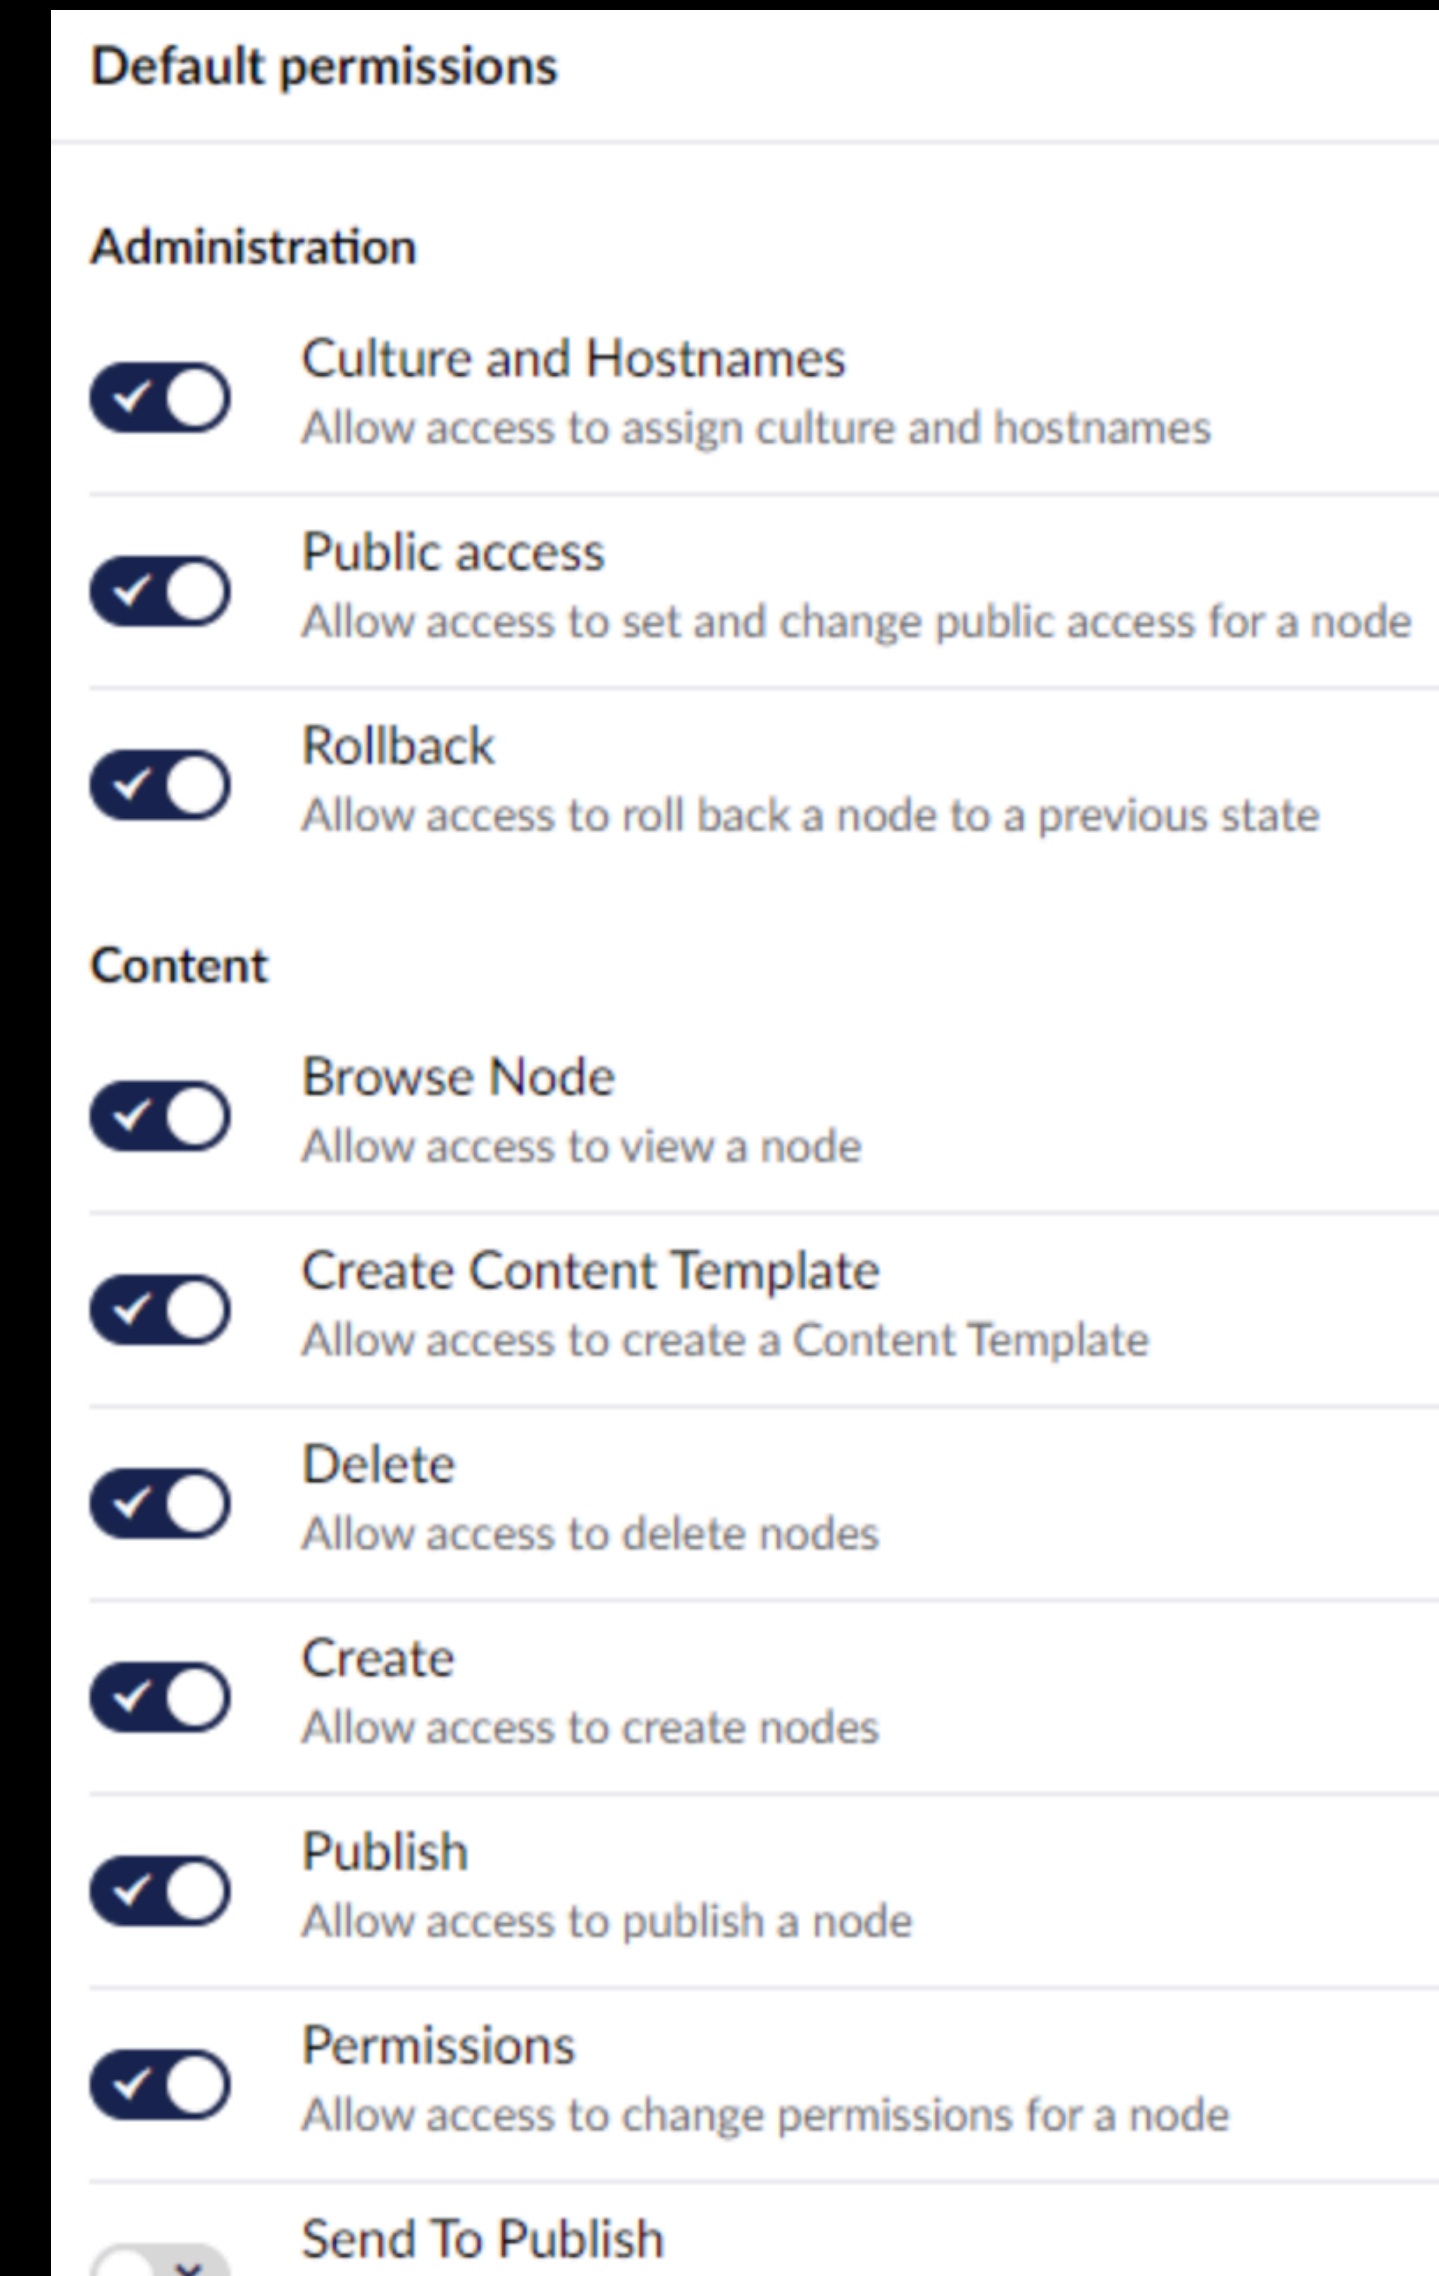 Default permissions
Administration
Culture and Hostnames
Allow access to assign culture and hostnames
Public access
Allow access to set and change public access for a node
Rollback
Allow access to roll back a node to a previous state
Content
Browse Node
Allow access to view a node
Create Content Template
Allow access to create a Content Template
Delete
Allow access to delete nodes
Create
Allow access to create nodes
Publish
Allow access to publish a node
Permissions
Allow access to change permissions for a node
Send To Publish